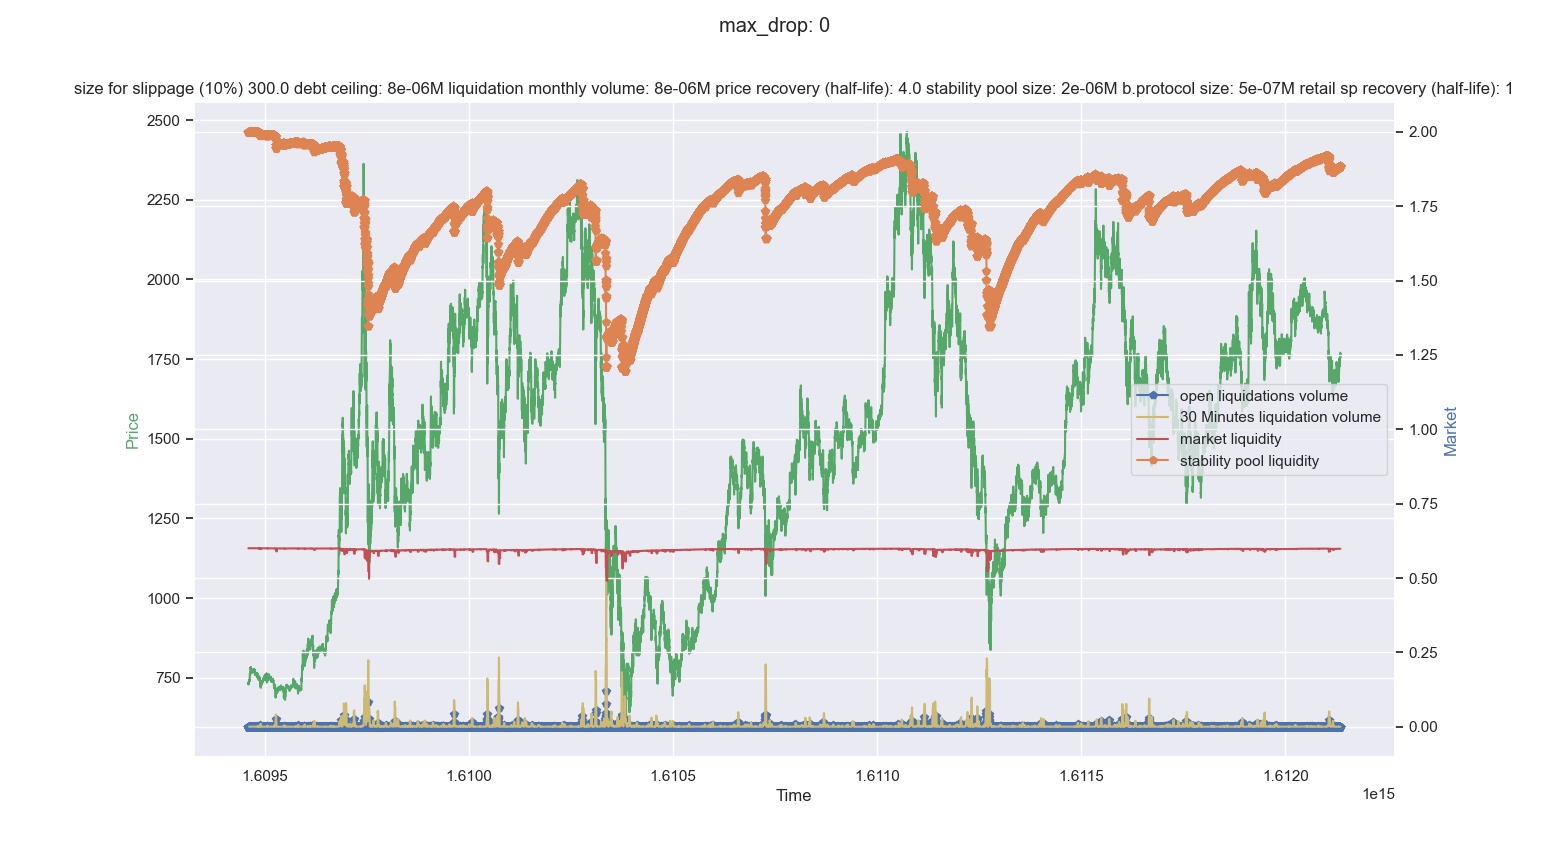 max_drop: 0
size for slippage (10%) 300.0 debt ceiling: 8e-06M liquidation monthly volume: 8e-06M price recovery (half-life): 4.0 stability pool size: 2e-06M b.protocol size: 5e-07M retail sp recovery (half-life): 1
2500
2250
2000
1750
1500
1250
1000
750
Price
2.00
1.75
1.50
1.25
1.00
0.75
0.50
0.25
0.00
Market
open liquidations volume
30 Minutes liquidation volume
market liquidity
stability pool liquidity
1.6095 1.6100 1.6105 1.6110 1.6115 1.6120
Time
1e15